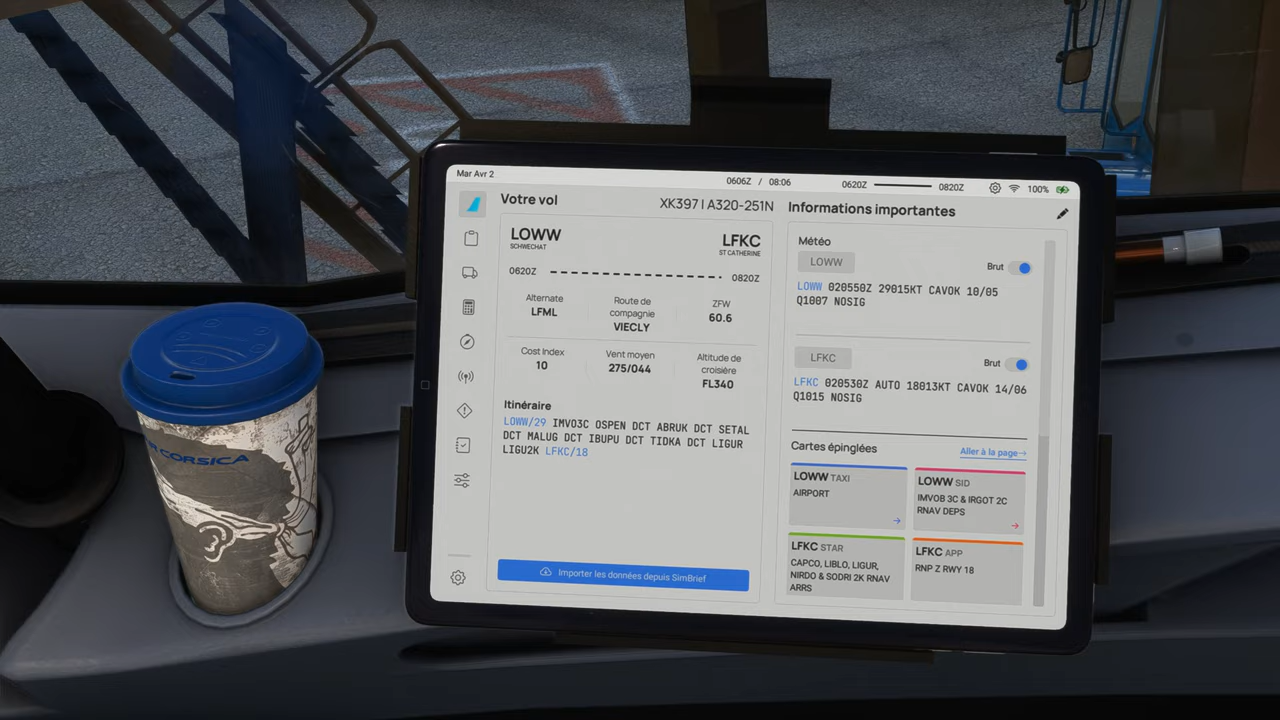 Mar Avr 2
0606Z / 08:06
0620Z 0820Z
100%
Votre vol
XK397 | A320-251N
LOWW
SCHWECHAT
LFKC
ST CATHERINE
0620Z
0820Z
Alternate
LFML
Route de
compagnie
VIECLY
ZFW
60.6
Cost Index
10
Vent moyen
275/044
Altitude de
croisière
FL340
Itinéraire
LOWW/29 IMVO3C OSPEN DCT ABRUK DCT SETAL
DCT MALUG DCT IBUPU DCT TIDKA DCT LIGUR
LIGU2K LFKC/18
Importer les données depuis SimBrief
Informations importantes
Météo
LOWW
Brut
LOWW 020550Z 29015KT CAVOK 10/05
Q1007 NOSIG
LFKC
Brut
LFKC 020530Z AUTO 18013KT CAVOK 14/06
Q1015 NOSIG
Cartes épinglées
Aller à la page→
LOWW TAXI
AIRPORT
LOWW SID
IMVOB 3C & IRGOT 2C
RNAV DEPS
LFKC STAR
CAPCO, LIBLO, LIGUR,
NIRDO & SODRI 2K RNAV
ARRS
LFKC APP
RNP Z RWY 18
CORSICA